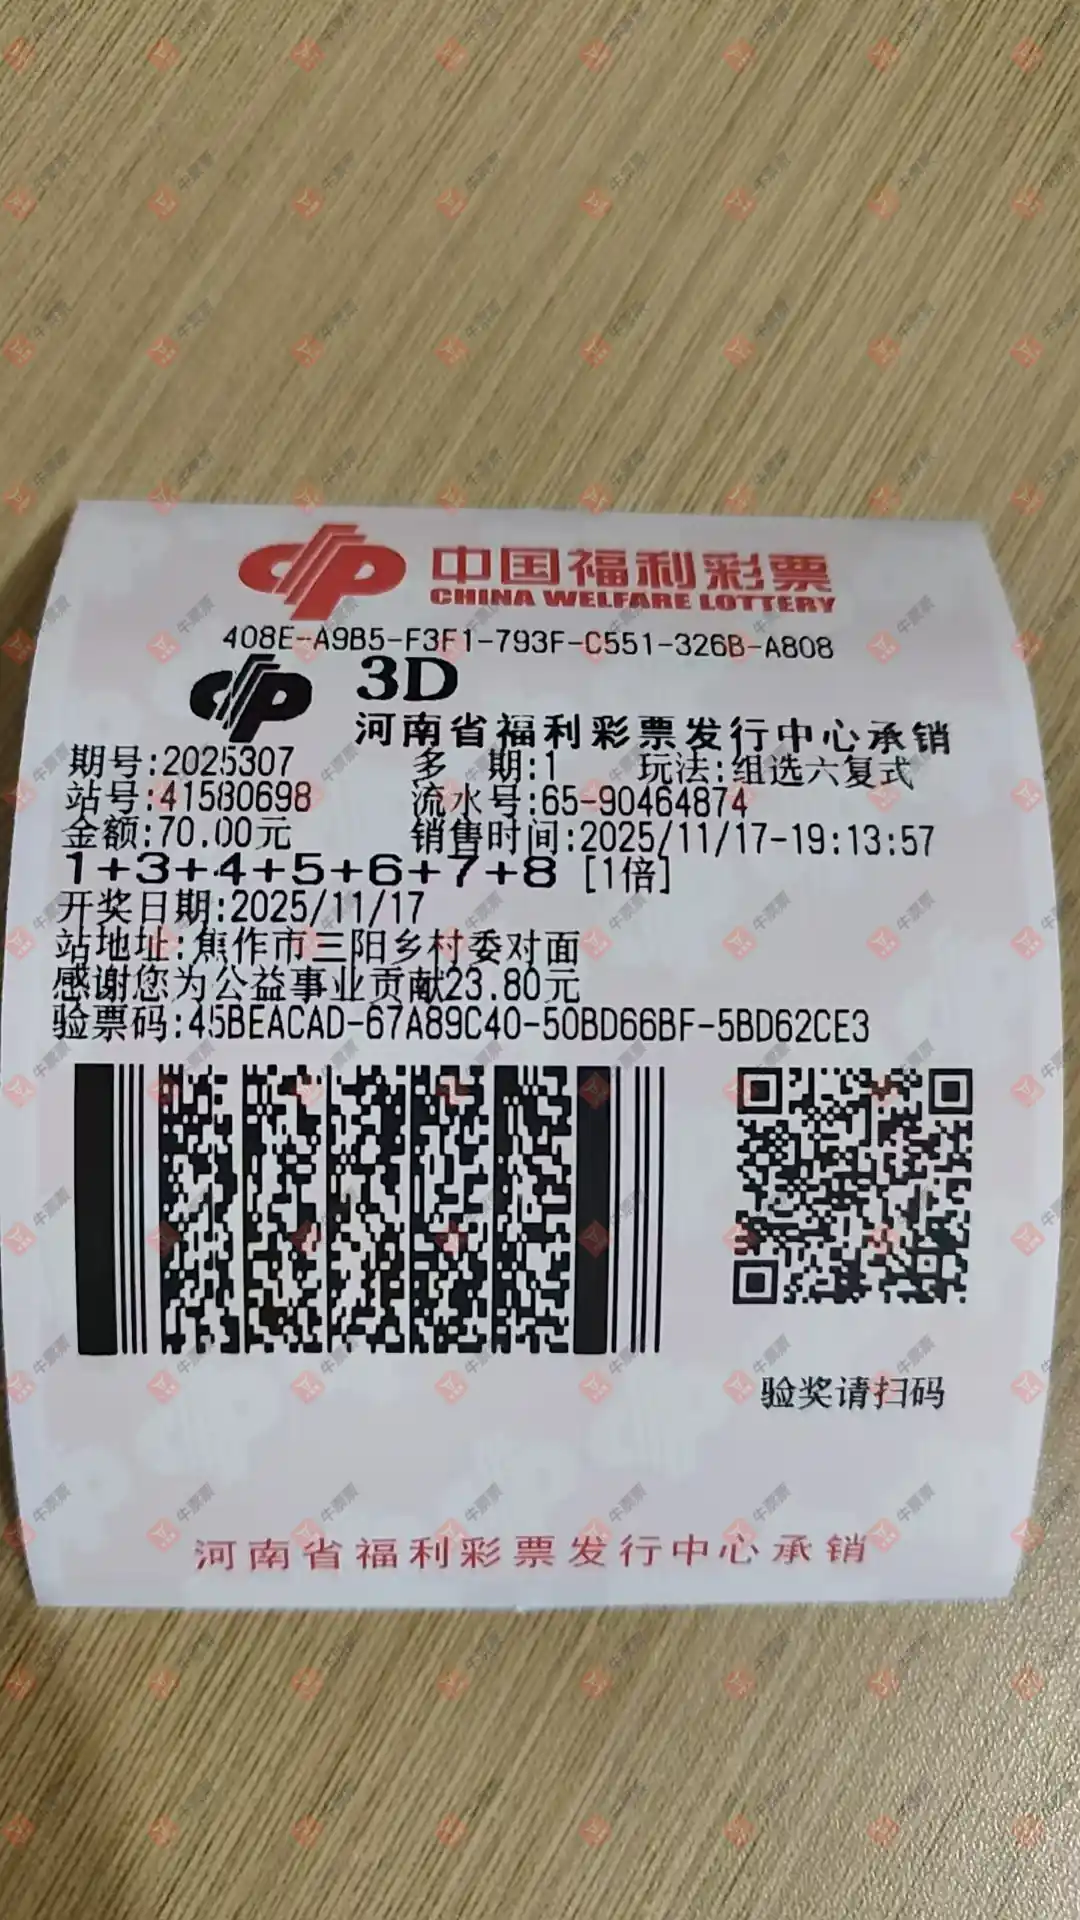 中国福利彩票
CHINA WELFARE LOTTERY
408E-A9B5-F3F1-793F-C551-326B-A808
3D
河南省福利彩票发行中心承销
期号:2025307 多 期:1 玩法:组选六复式
站号:41580698 流水号:65-90464874
金额:70.00元 销售时间:2025/11/17-19:13:57
1+3+4+5+6+7+8 [1倍]
开奖日期:2025/11/17
站地址:焦作市三阳乡村委对面
感谢您为公益事业贡献23.80元
验票码:45BEACAD-67A89C40-50BD66BF-5BD62CE3
验奖请扫码
河南省福利彩票发行中心承销
牛票票